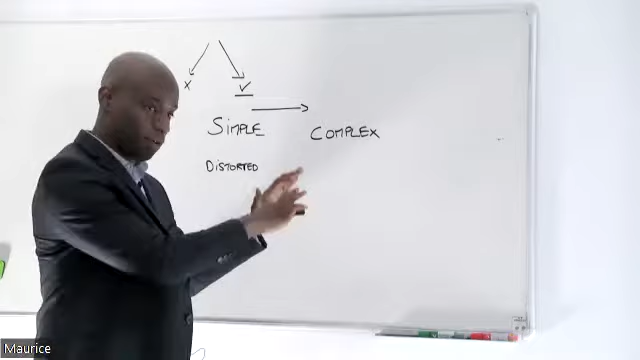 x ✓
SIMPLE → COMPLEX
DISTORTED
Maurice